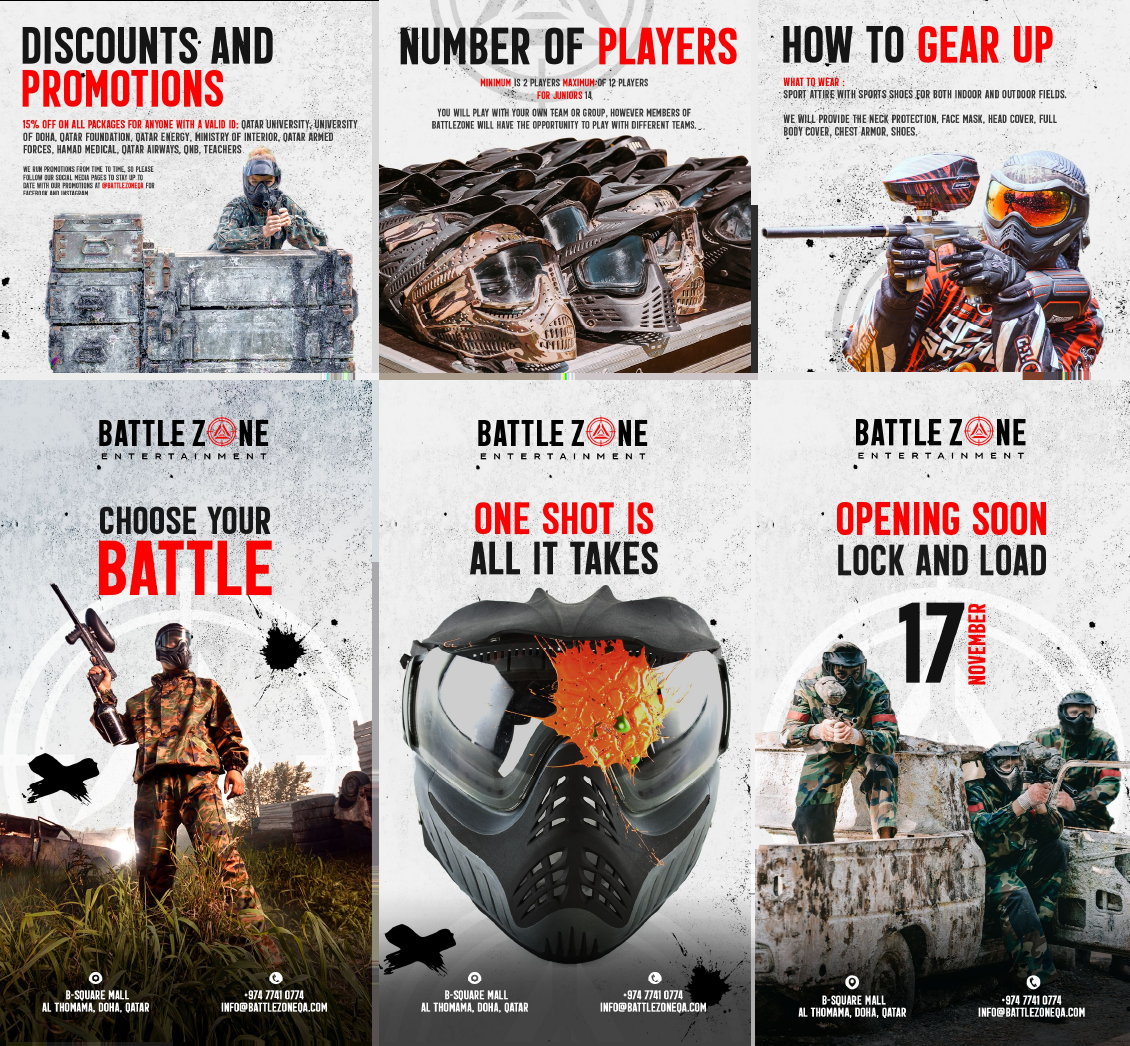 DISCOUNTS AND
PROMOTIONS
15% OFF ON ALL PACKAGES FOR ANYONE WITH A VALID ID: QATAR UNIVERSITY, UNIVERSITY
OF DOHA, QATAR FOUNDATION, QATAR ENERGY, MINISTRY OF INTERIOR, QATAR ARMED
FORCES, HAMAD MEDICAL, QATAR AIRWAYS, QNB, TEACHERS
WE RUN PROMOTIONS FROM TIME TO TIME, SO PLEASE
FOLLOW OUR SOCIAL MEDIA PAGES TO STAY UP TO
DATE WITH OUR PROMOTIONS AT @BATTLEZONEQA FOR
FACEBOOK AND INSTAGRAM
NUMBER OF PLAYERS
MINIMUM IS 2 PLAYERS MAXIMUM:OF 12 PLAYERS
FOR JUNIORS 14
YOU WILL PLAY WITH YOUR OWN TEAM OR GROUP, HOWEVER MEMBERS OF
BATTLEZONE WILL HAVE THE OPPORTUNITY TO PLAY WITH DIFFERENT TEAMS.
HOW TO GEAR UP
WHAT TO WEAR :
SPORT ATTIRE WITH SPORTS SHOES FOR BOTH INDOOR AND OUTDOOR FIELDS.
WE WILL PROVIDE THE NECK PROTECTION, FACE MASK, HEAD COVER, FULL
BODY COVER, CHEST ARMOR, SHOES.
BATTLE ZONE
ENTERTAINMENT
CHOOSE YOUR
BATTLE
B-SQUARE MALL
AL THOMAMA, DOHA, QATAR
+974 7741 0774
INFO@BATTLEZONEQA.COM
BATTLE ZONE
ENTERTAINMENT
ONE SHOT IS
ALL IT TAKES
B-SQUARE MALL
AL THOMAMA, DOHA, QATAR
+974 7741 0774
INFO@BATTLEZONEQA.COM
BATTLE ZONE
ENTERTAINMENT
OPENING SOON
LOCK AND LOAD
17
NOVEMBER
B-SQUARE MALL
AL THOMAMA, DOHA, QATAR
+974 7741 0774
INFO@BATTLEZONEQA.COM